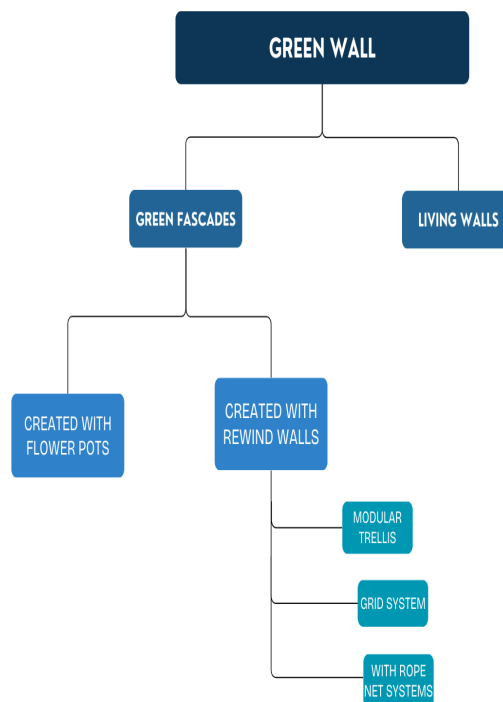 GREEN WALL
GREEN FASCADES
LIVING WALLS
CREATED WITH
FLOWER POTS
CREATED WITH
REWIND WALLS
MODULAR
TRELLIS
GRID SYSTEM
WITH ROPE
NET SYSTEMS